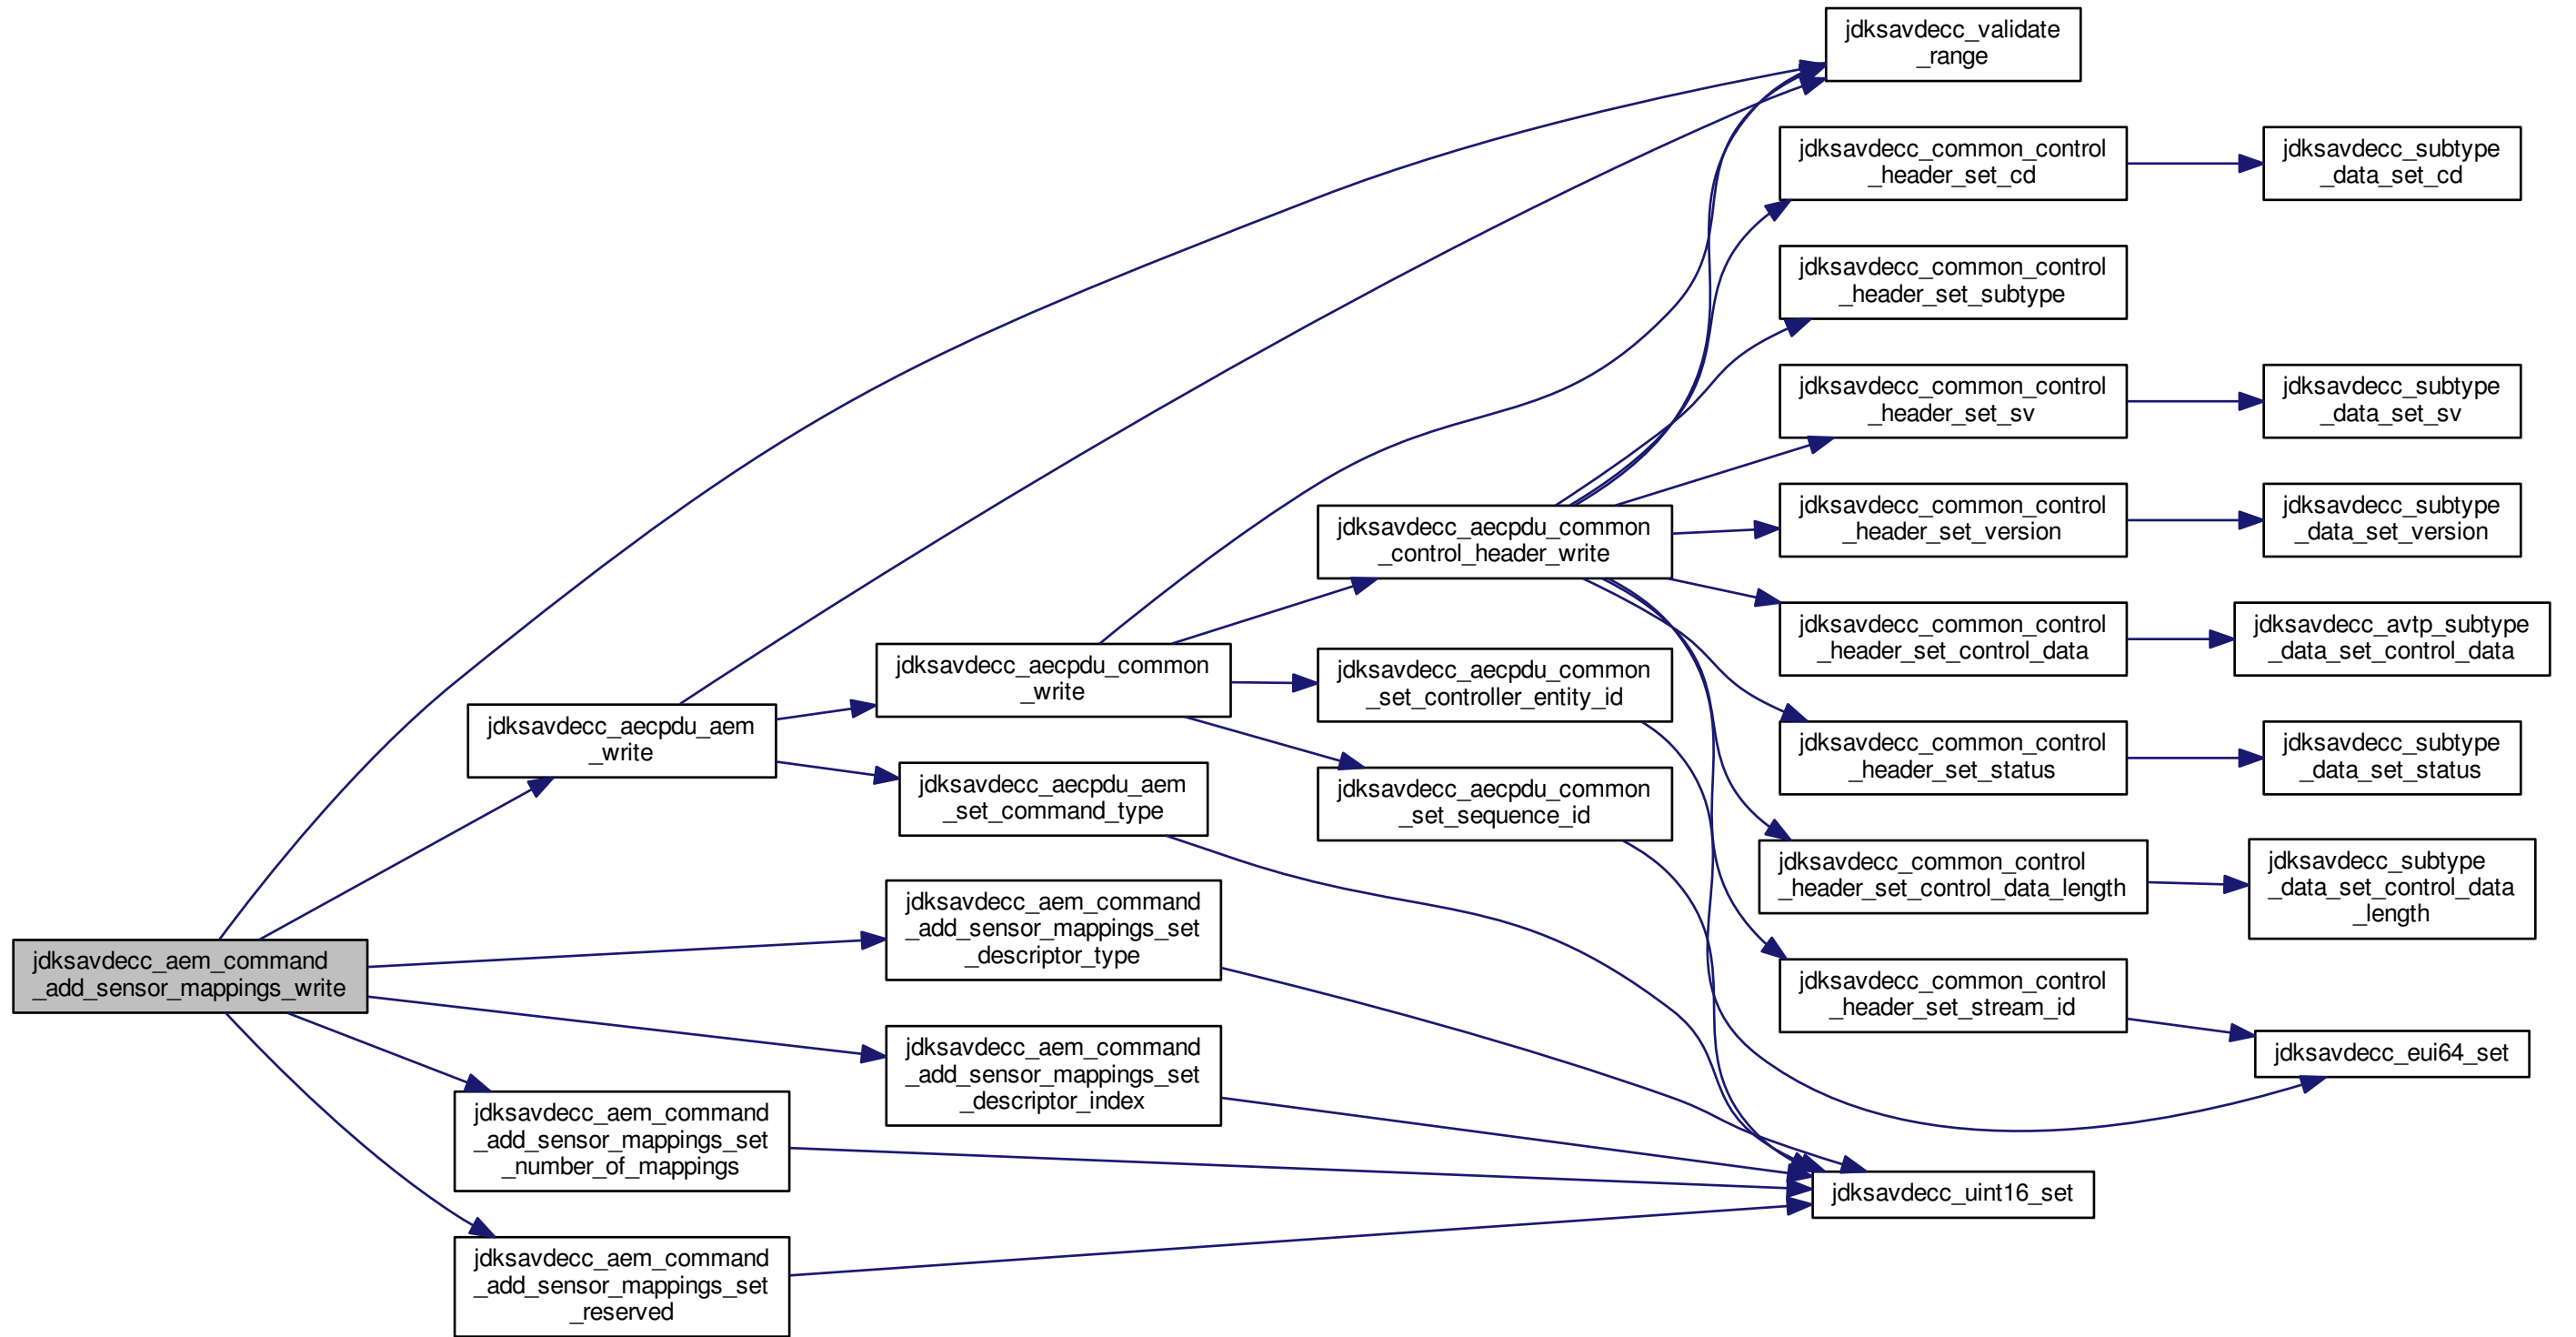 jdksavdecc_validate
_range
jdksavdecc_common_control
_header_set_cd
jdksavdecc_subtype
_data_set_cd
jdksavdecc_common_control
_header_set_subtype
jdksavdecc_common_control
_header_set_sv
jdksavdecc_subtype
_data_set_sv
jdksavdecc_aecpdu_common
_control_header_write
jdksavdecc_common_control
_header_set_version
jdksavdecc_subtype
_data_set_version
jdksavdecc_common_control
_header_set_control_data
jdksavdecc_avtp_subtype
_data_set_control_data
jdksavdecc_aecpdu_common
_write
jdksavdecc_aecpdu_common
_set_controller_entity_id
jdksavdecc_aecpdu_aem
_write
jdksavdecc_common_control
_header_set_status
jdksavdecc_subtype
_data_set_status
jdksavdecc_aecpdu_aem
_set_command_type
jdksavdecc_aecpdu_common
_set_sequence_id
jdksavdecc_common_control
_header_set_control_data_length
jdksavdecc_subtype
_data_set_control_data
_length
jdksavdecc_aem_command
_add_sensor_mappings_set
_descriptor_type
jdksavdecc_aem_command
_add_sensor_mappings_write
jdksavdecc_common_control
_header_set_stream_id
jdksavdecc_eui64_set
jdksavdecc_aem_command
_add_sensor_mappings_set
_descriptor_index
jdksavdecc_aem_command
_add_sensor_mappings_set
_number_of_mappings
jdksavdecc_uint16_set
jdksavdecc_aem_command
_add_sensor_mappings_set
_reserved